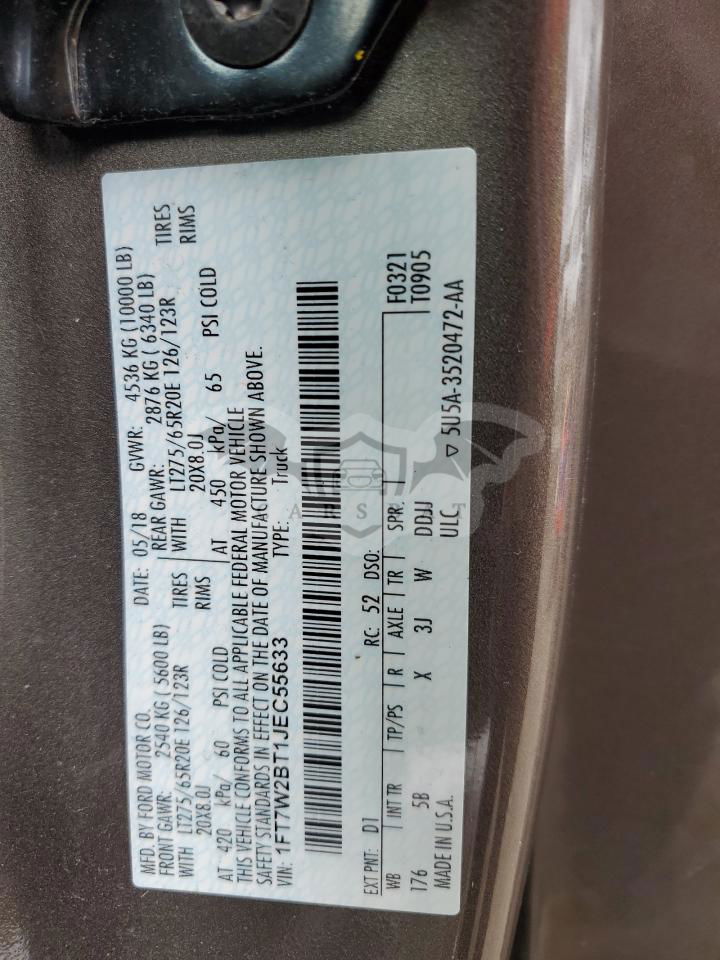 MFD. BY FORD MOTOR CO. DATE: 05/18 GVWR: 4536 KG (10000 LB)
FRONT GAWR: 2540 KG ( 5600 LB) REAR GAWR: 2876 KG ( 6340 LB)
WITH LT275/65R20E 126/123R TIRES WITH LT275/65R20E 126/123R TIRES
20X8.0J RIMS 20X8.0J RIMS
AT 420 kPa/ 60 PSI COLD AT 450 kPa/ 65 PSI COLD
THIS VEHICLE CONFORMS TO ALL APPLICABLE FEDERAL MOTOR VEHICLE
SAFETY STANDARDS IN EFFECT ON THE DATE OF MANUFACTURE SHOWN ABOVE.
VIN: 1FT7W2BT1JEC55633 TYPE: Truck
EXT PNT: D1 RC: 52 DSO: F0321
WB INT TR TP/PS R AXLE TR SPR T0905
176 5B X 3J W DDJJ
MADE IN U.S.A. ULC ▽ 5U5A-3520472-AA